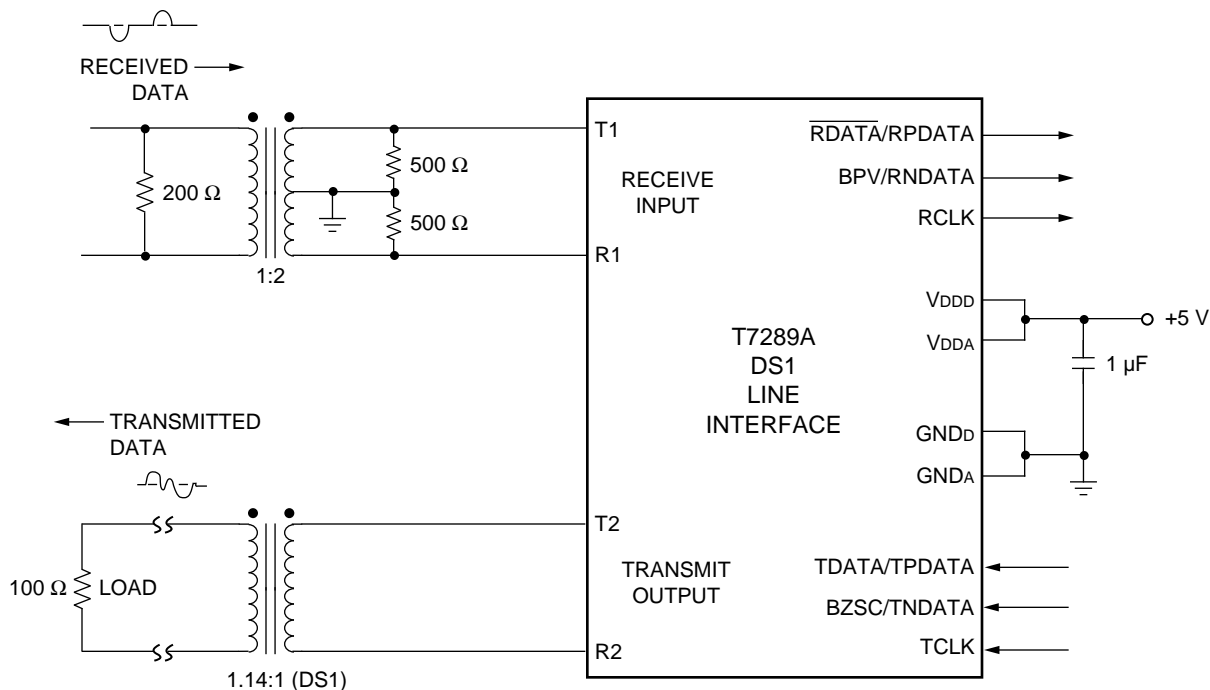 RECEIVED
DATA
200 Ω
1:2
500 Ω
500 Ω
T1
RECEIVE
INPUT
R1
T7289A
DS1
LINE
INTERFACE
RDATA/RPDATA
BPV/RNDATA
RCLK
VDDD
VDDA
+5 V
1 µF
GNDD
GNDA
TRANSMITTED
DATA
100 Ω
LOAD
1.14:1 (DS1)
T2
TRANSMIT
OUTPUT
R2
TDATA/TPDATA
BZSC/TNDATA
TCLK